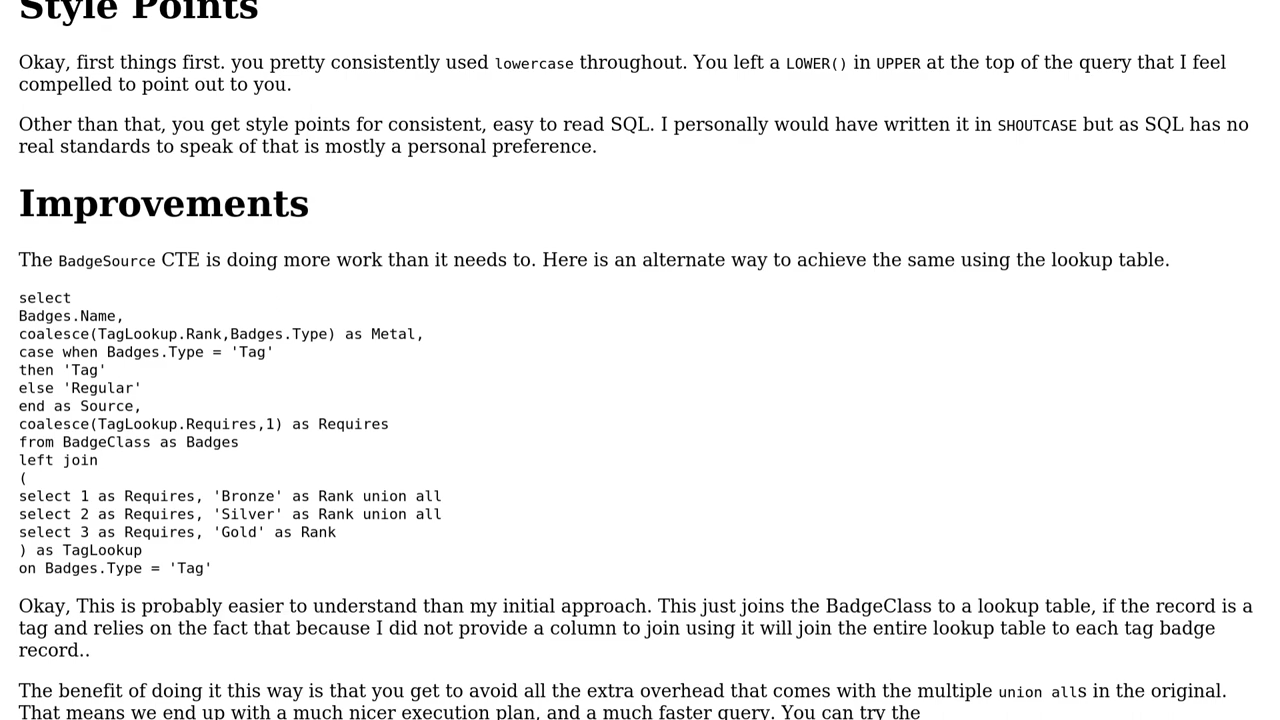 Style Points
Okay, first things first. you pretty consistently used lowercase throughout. You left a LOWER() in UPPER at the top of the query that I feel
compelled to point out to you.
Other than that, you get style points for consistent, easy to read SQL. I personally would have written it in SHOUTCASE but as SQL has no
real standards to speak of that is mostly a personal preference.
Improvements
The BadgeSource CTE is doing more work than it needs to. Here is an alternate way to achieve the same using the lookup table.
select
Badges.Name,
coalesce(TagLookup.Rank,Badges.Type) as Metal,
case when Badges.Type = 'Tag'
then 'Tag'
else 'Regular'
end as Source,
coalesce(TagLookup.Requires,1) as Requires
from BadgeClass as Badges
left join
(
select 1 as Requires, 'Bronze' as Rank union all
select 2 as Requires, 'Silver' as Rank union all
select 3 as Requires, 'Gold' as Rank
) as TagLookup
on Badges.Type = 'Tag'
Okay, This is probably easier to understand than my initial approach. This just joins the BadgeClass to a lookup table, if the record is a
tag and relies on the fact that because I did not provide a column to join using it will join the entire lookup table to each tag badge
record..
The benefit of doing it this way is that you get to avoid all the extra overhead that comes with the multiple union alls in the original.
That means we end up with a much nicer execution plan, and a much faster query. You can try the